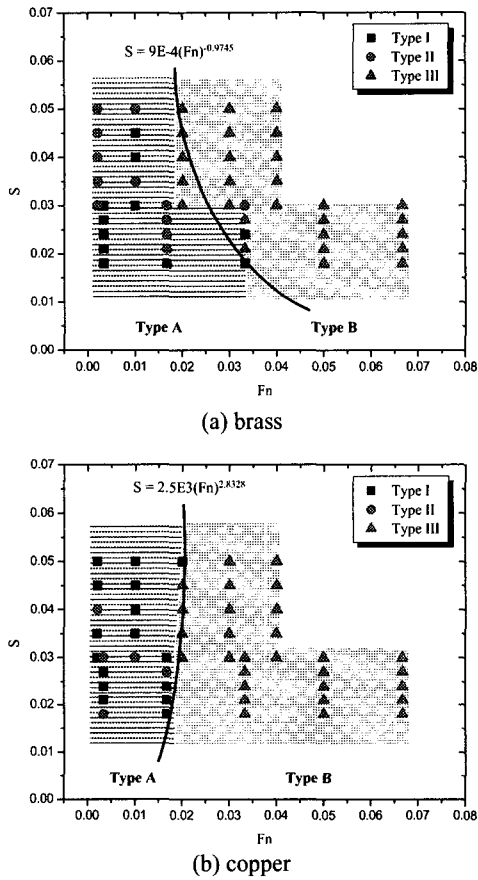 S = 9E-4(Fn)^-0.9745
Type I
Type II
Type III
0.07
0.06
0.05
0.04
0.03
0.02
0.01
0.00
S
Type A
Type B
0.00 0.01 0.02 0.03 0.04 0.05 0.06 0.07 0.08
Fn
(a) brass
S = 2.5E3(Fn)^2.8328
Type I
Type II
Type III
0.07
0.06
0.05
0.04
0.03
0.02
0.01
0.00
S
Type A
Type B
0.00 0.01 0.02 0.03 0.04 0.05 0.06 0.07 0.08
Fn
(b) copper